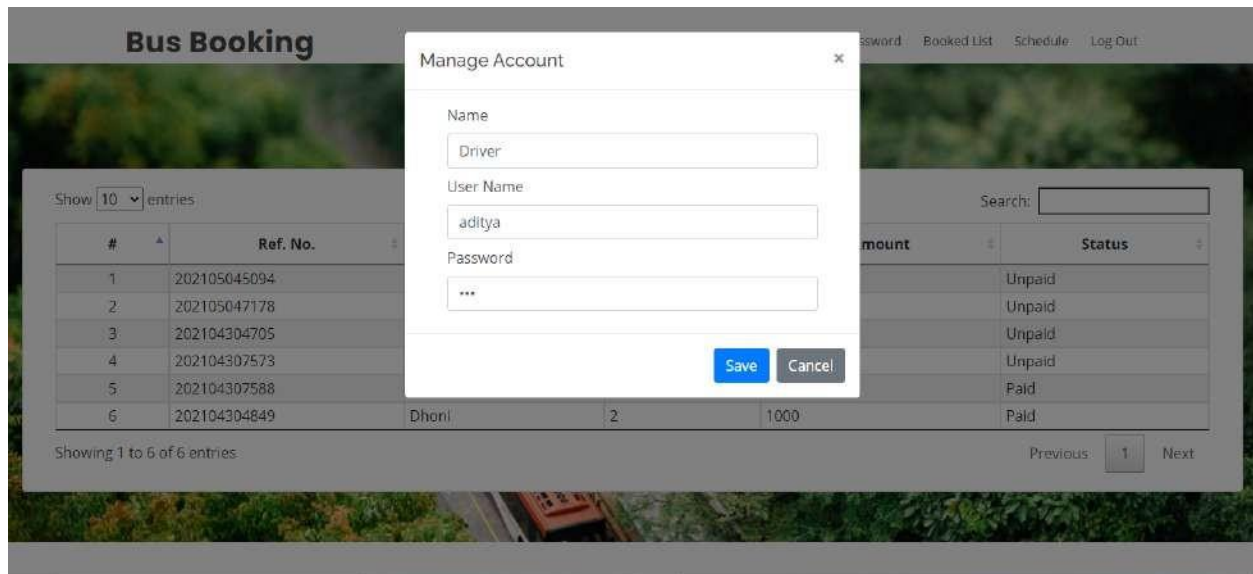 Bus Booking
ssword Booked List Schedule Log Out
Manage Account ×
Name
Driver
User Name
aditya
Password
•••
Save Cancel
Show 10 entries
Search:
# Ref. No. mount Status
1 202105045094 Unpaid
2 202105047178 Unpaid
3 202104304705 Unpaid
4 202104307573 Unpaid
5 202104307588 Paid
6 202104304849 Dhoni 2 1000 Paid
Showing 1 to 6 of 6 entries
Previous 1 Next